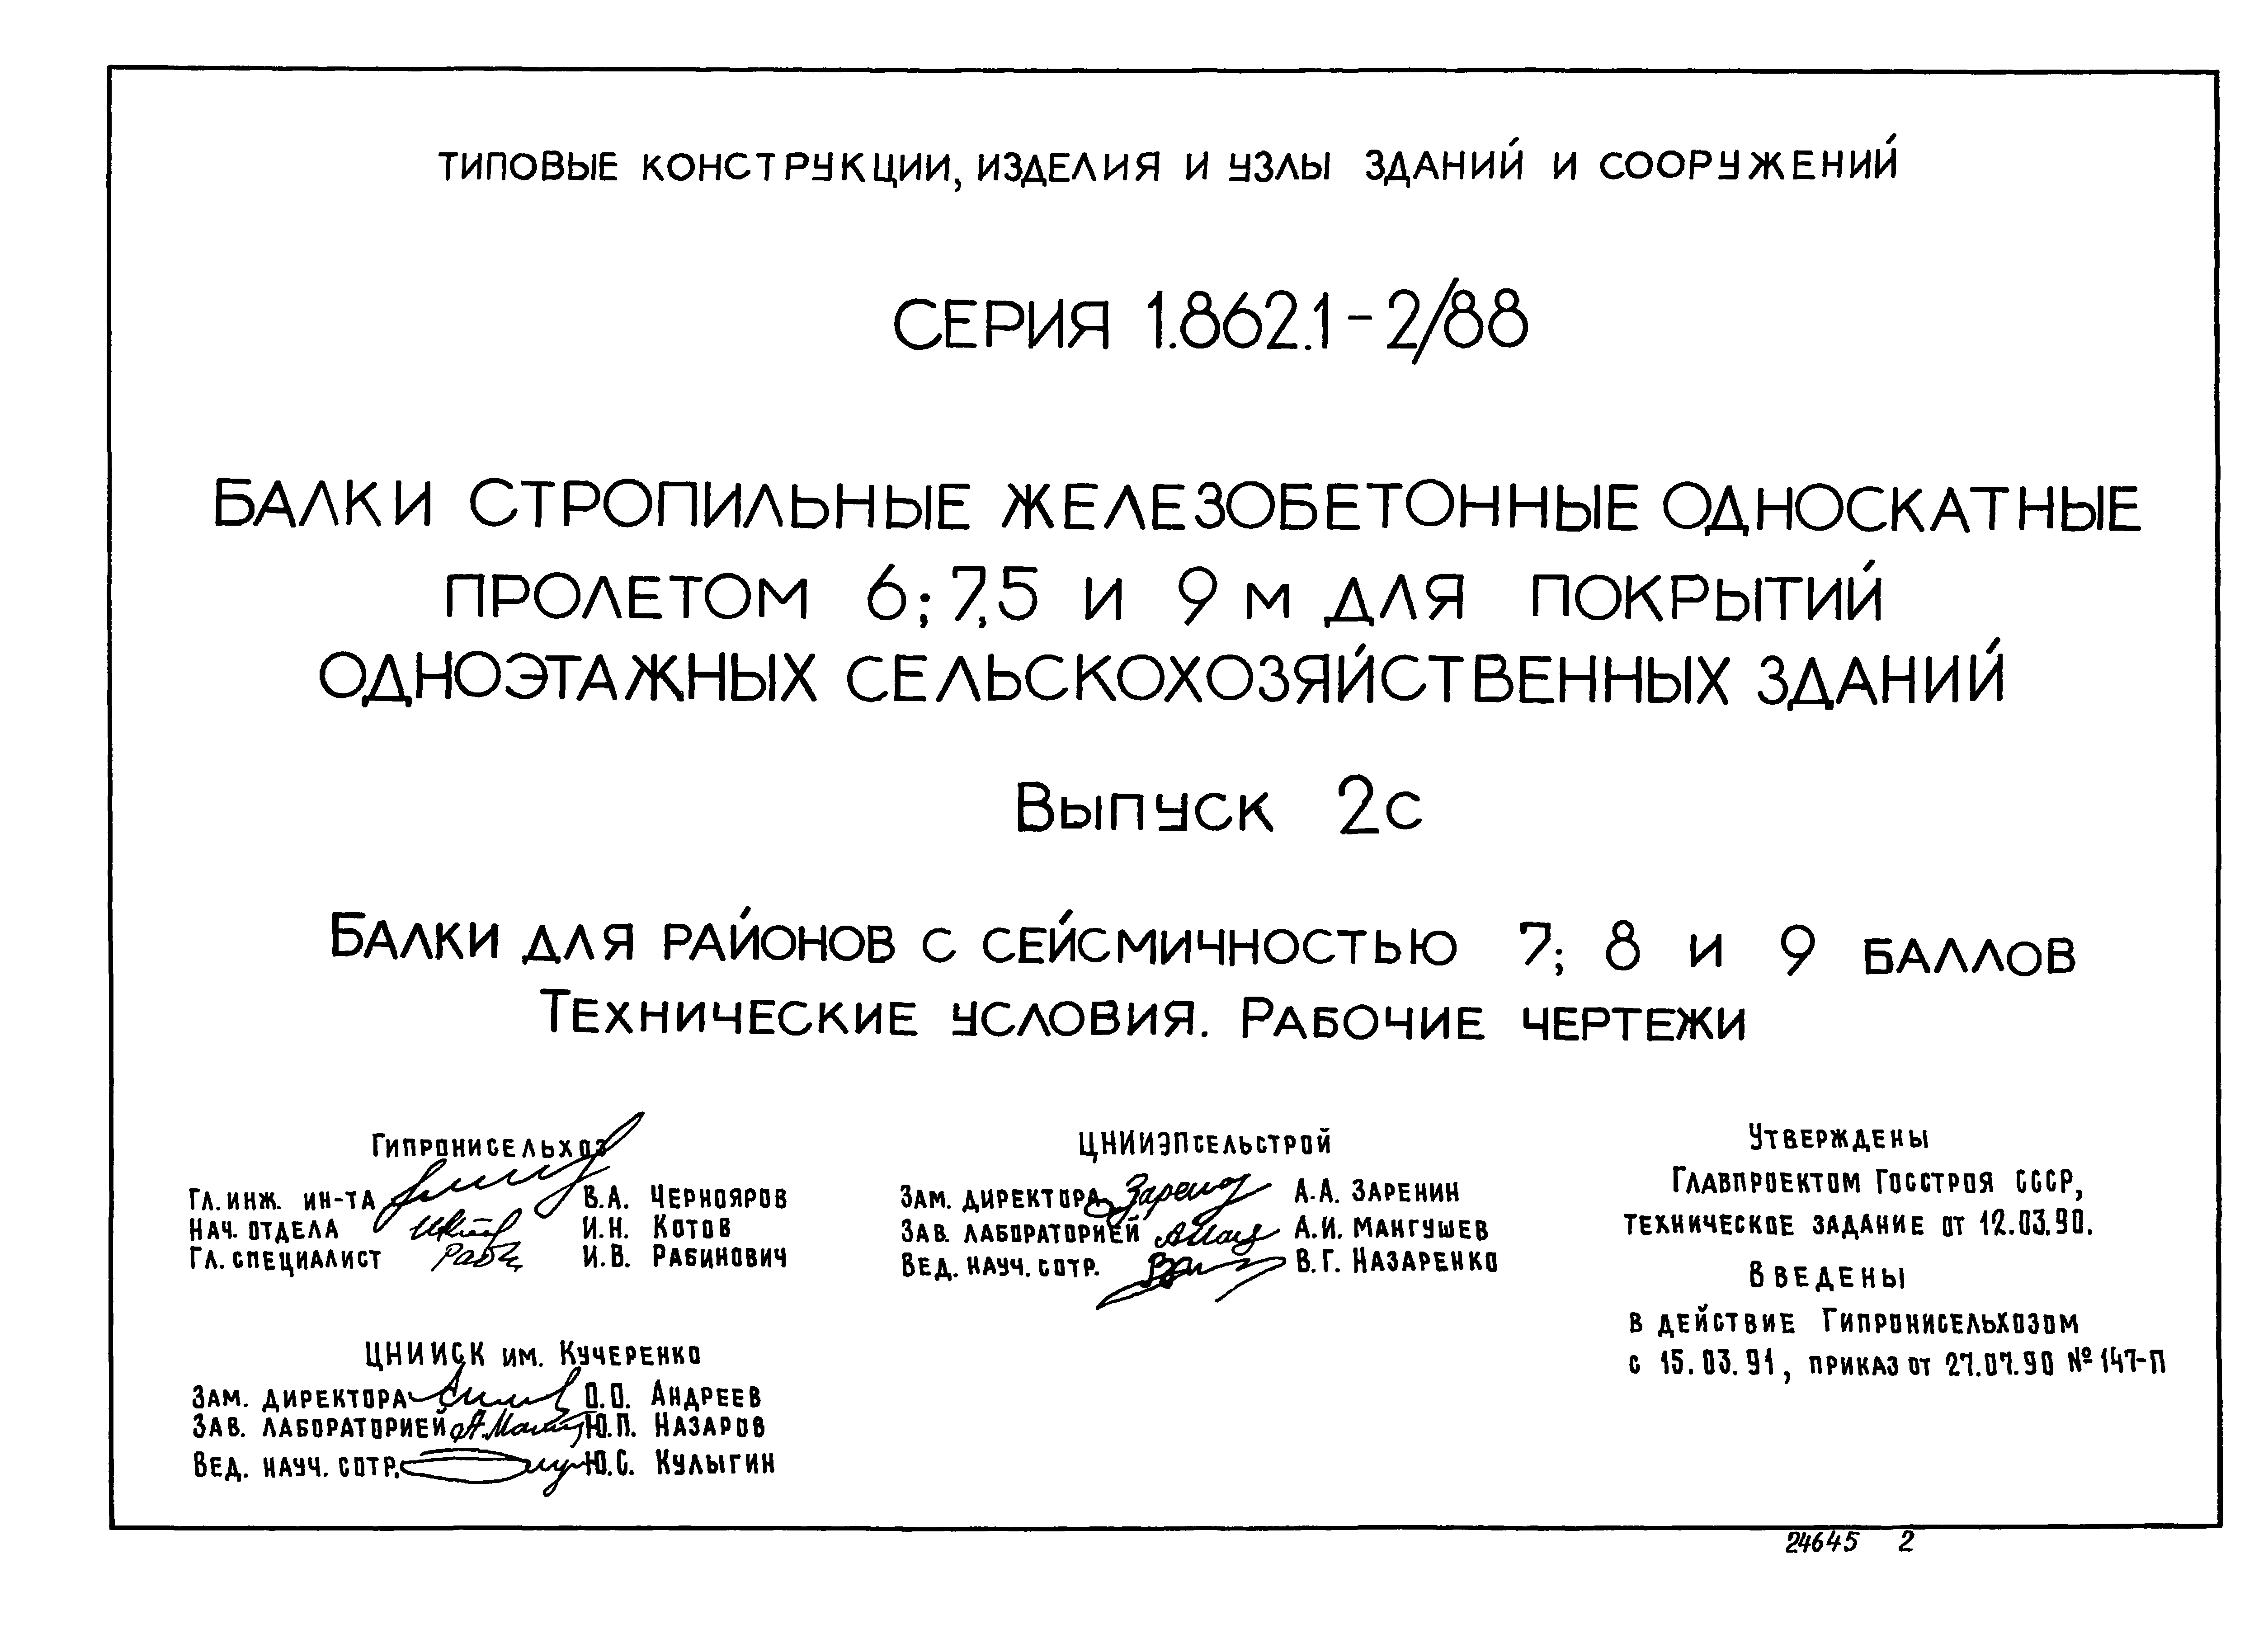 ТИПОВЫЕ КОНСТРУКЦИИ, ИЗДЕЛИЯ И УЗЛЫ ЗДАНИЙ И СООРУЖЕНИЙ
СЕРИЯ 1.862.1-2/88
БАЛКИ СТРОПИЛЬНЫЕ ЖЕЛЕЗОБЕТОННЫЕ ОДНОСКАТНЫЕ
ПРОЛЕТОМ 6; 7,5 И 9 М ДЛЯ ПОКРЫТИЙ
ОДНОЭТАЖНЫХ СЕЛЬСКОХОЗЯЙСТВЕННЫХ ЗДАНИЙ
ВЫПУСК 2С
БАЛКИ ДЛЯ РАЙОНОВ С СЕЙСМИЧНОСТЬЮ 7; 8 И 9 БАЛЛОВ
ТЕХНИЧЕСКИЕ УСЛОВИЯ. РАБОЧИЕ ЧЕРТЕЖИ
ГИПРОНИСЕЛЬХОЗ
ГЛ. ИНЖ. ИН-ТА В.А. ЧЕРНОЯРОВ
НАЧ. ОТДЕЛА И.Н. КОТОВ
ГЛ. СПЕЦИАЛИСТ И.В. РАБИНОВИЧ
ЦНИИСК ИМ. КУЧЕРЕНКО
ЗАМ. ДИРЕКТОРА О.О. АНДРЕЕВ
ЗАВ. ЛАБОРАТОРИЕЙ Ю.П. НАЗАРОВ
ВЕД. НАУЧ. СОТР. Ю.С. КУЛЫГИН
ЦНИИЭПСЕЛЬСТРОЙ
ЗАМ. ДИРЕКТОРА А.А. ЗАРЕНИН
ЗАВ. ЛАБОРАТОРИЕЙ А.И. МАНГУШЕВ
ВЕД. НАУЧ. СОТР. В.Г. НАЗАРЕНКО
УТВЕРЖДЕНЫ
ГЛАВПРОЕКТОМ ГОССТРОЯ СССР,
ТЕХНИЧЕСКОЕ ЗАДАНИЕ ОТ 12.03.90.
ВВЕДЕНЫ
В ДЕЙСТВИЕ ГИПРОНИСЕЛЬХОЗОМ
С 15.03.91, ПРИКАЗ ОТ 27.07.90 № 147-П
24645 2